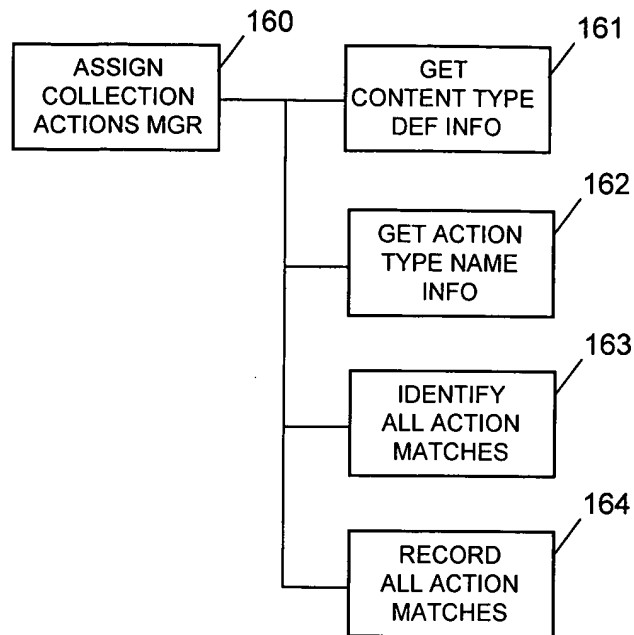 160
ASSIGN
COLLECTION
ACTIONS MGR
161
GET
CONTENT TYPE
DEF INFO
162
GET ACTION
TYPE NAME
INFO
163
IDENTIFY
ALL ACTION
MATCHES
164
RECORD
ALL ACTION
MATCHES